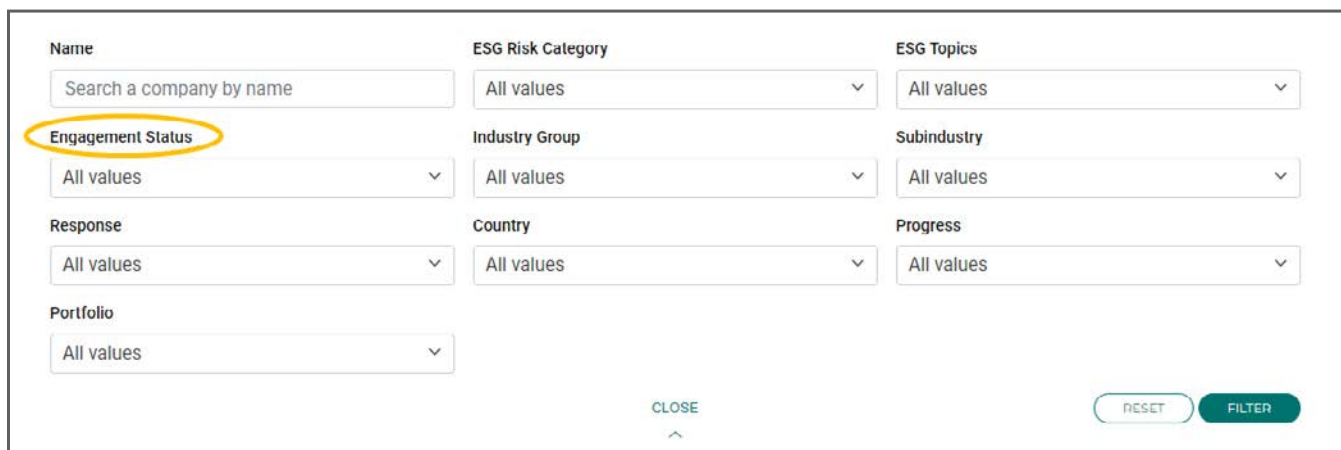 Name ESG Risk Category ESG Topics
Search a company by name All values All values
Engagement Status Industry Group Subindustry
All values All values All values
Response Country Progress
All values All values All values
Portfolio
All values
CLOSE RESET FILTER